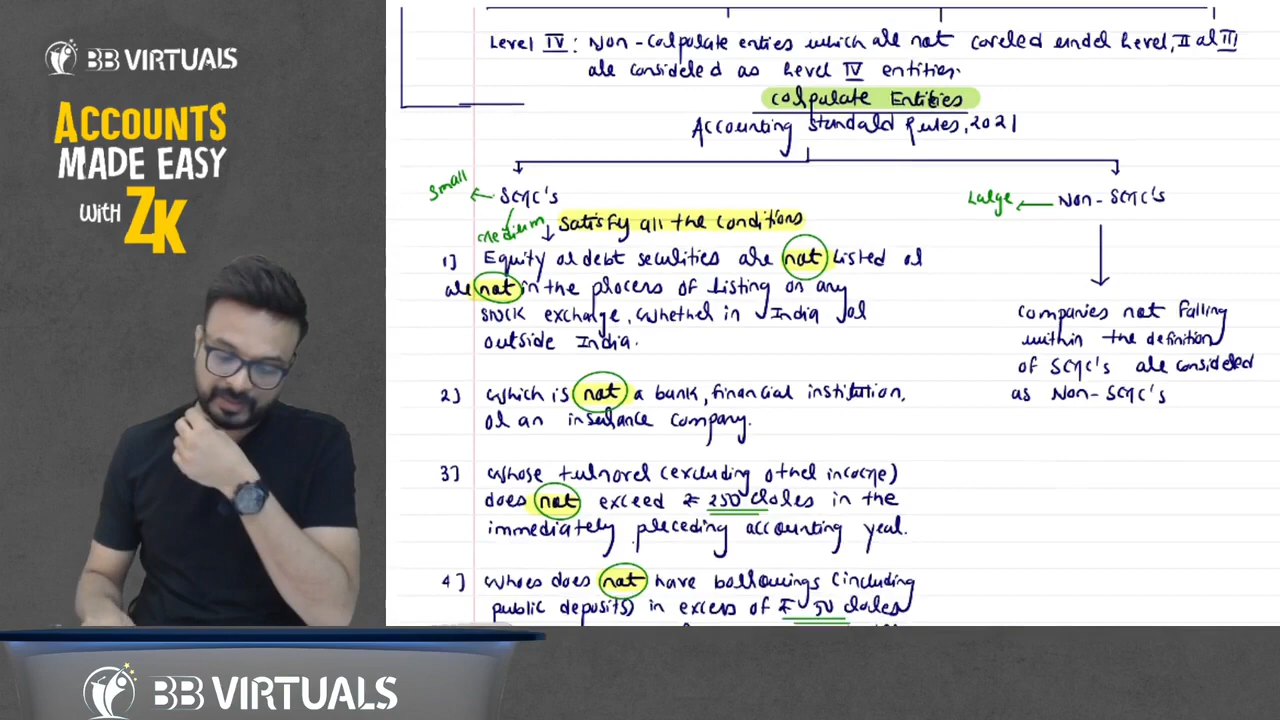 BB VIRTUALS
ACCOUNTS
MADE EASY
WITH ZK
Level IV : Non-Corporate entities which are not covered under Level, II or III
are considered as Level IV entities.
Corporate Entities
Accounting Standard Rules, 2021
Small
SMC's
Large
Non-SMC's
medium
Satisfy all the conditions
1] Equity or debt securities are not listed or
are not in the process of listing on any
stock exchange, whether in India or
outside India.
Companies not falling
within the definition
of SMC's are considered
as Non-SMC's
2] Which is not a bank, financial institution,
or an insurance company.
3] Whose turnover (excluding other income)
does not exceed ₹ 250 crores in the
immediately preceding accounting year.
4] Whoes does not have borrowings (including
public deposits) in excess of ₹ 50 crores
BB VIRTUALS